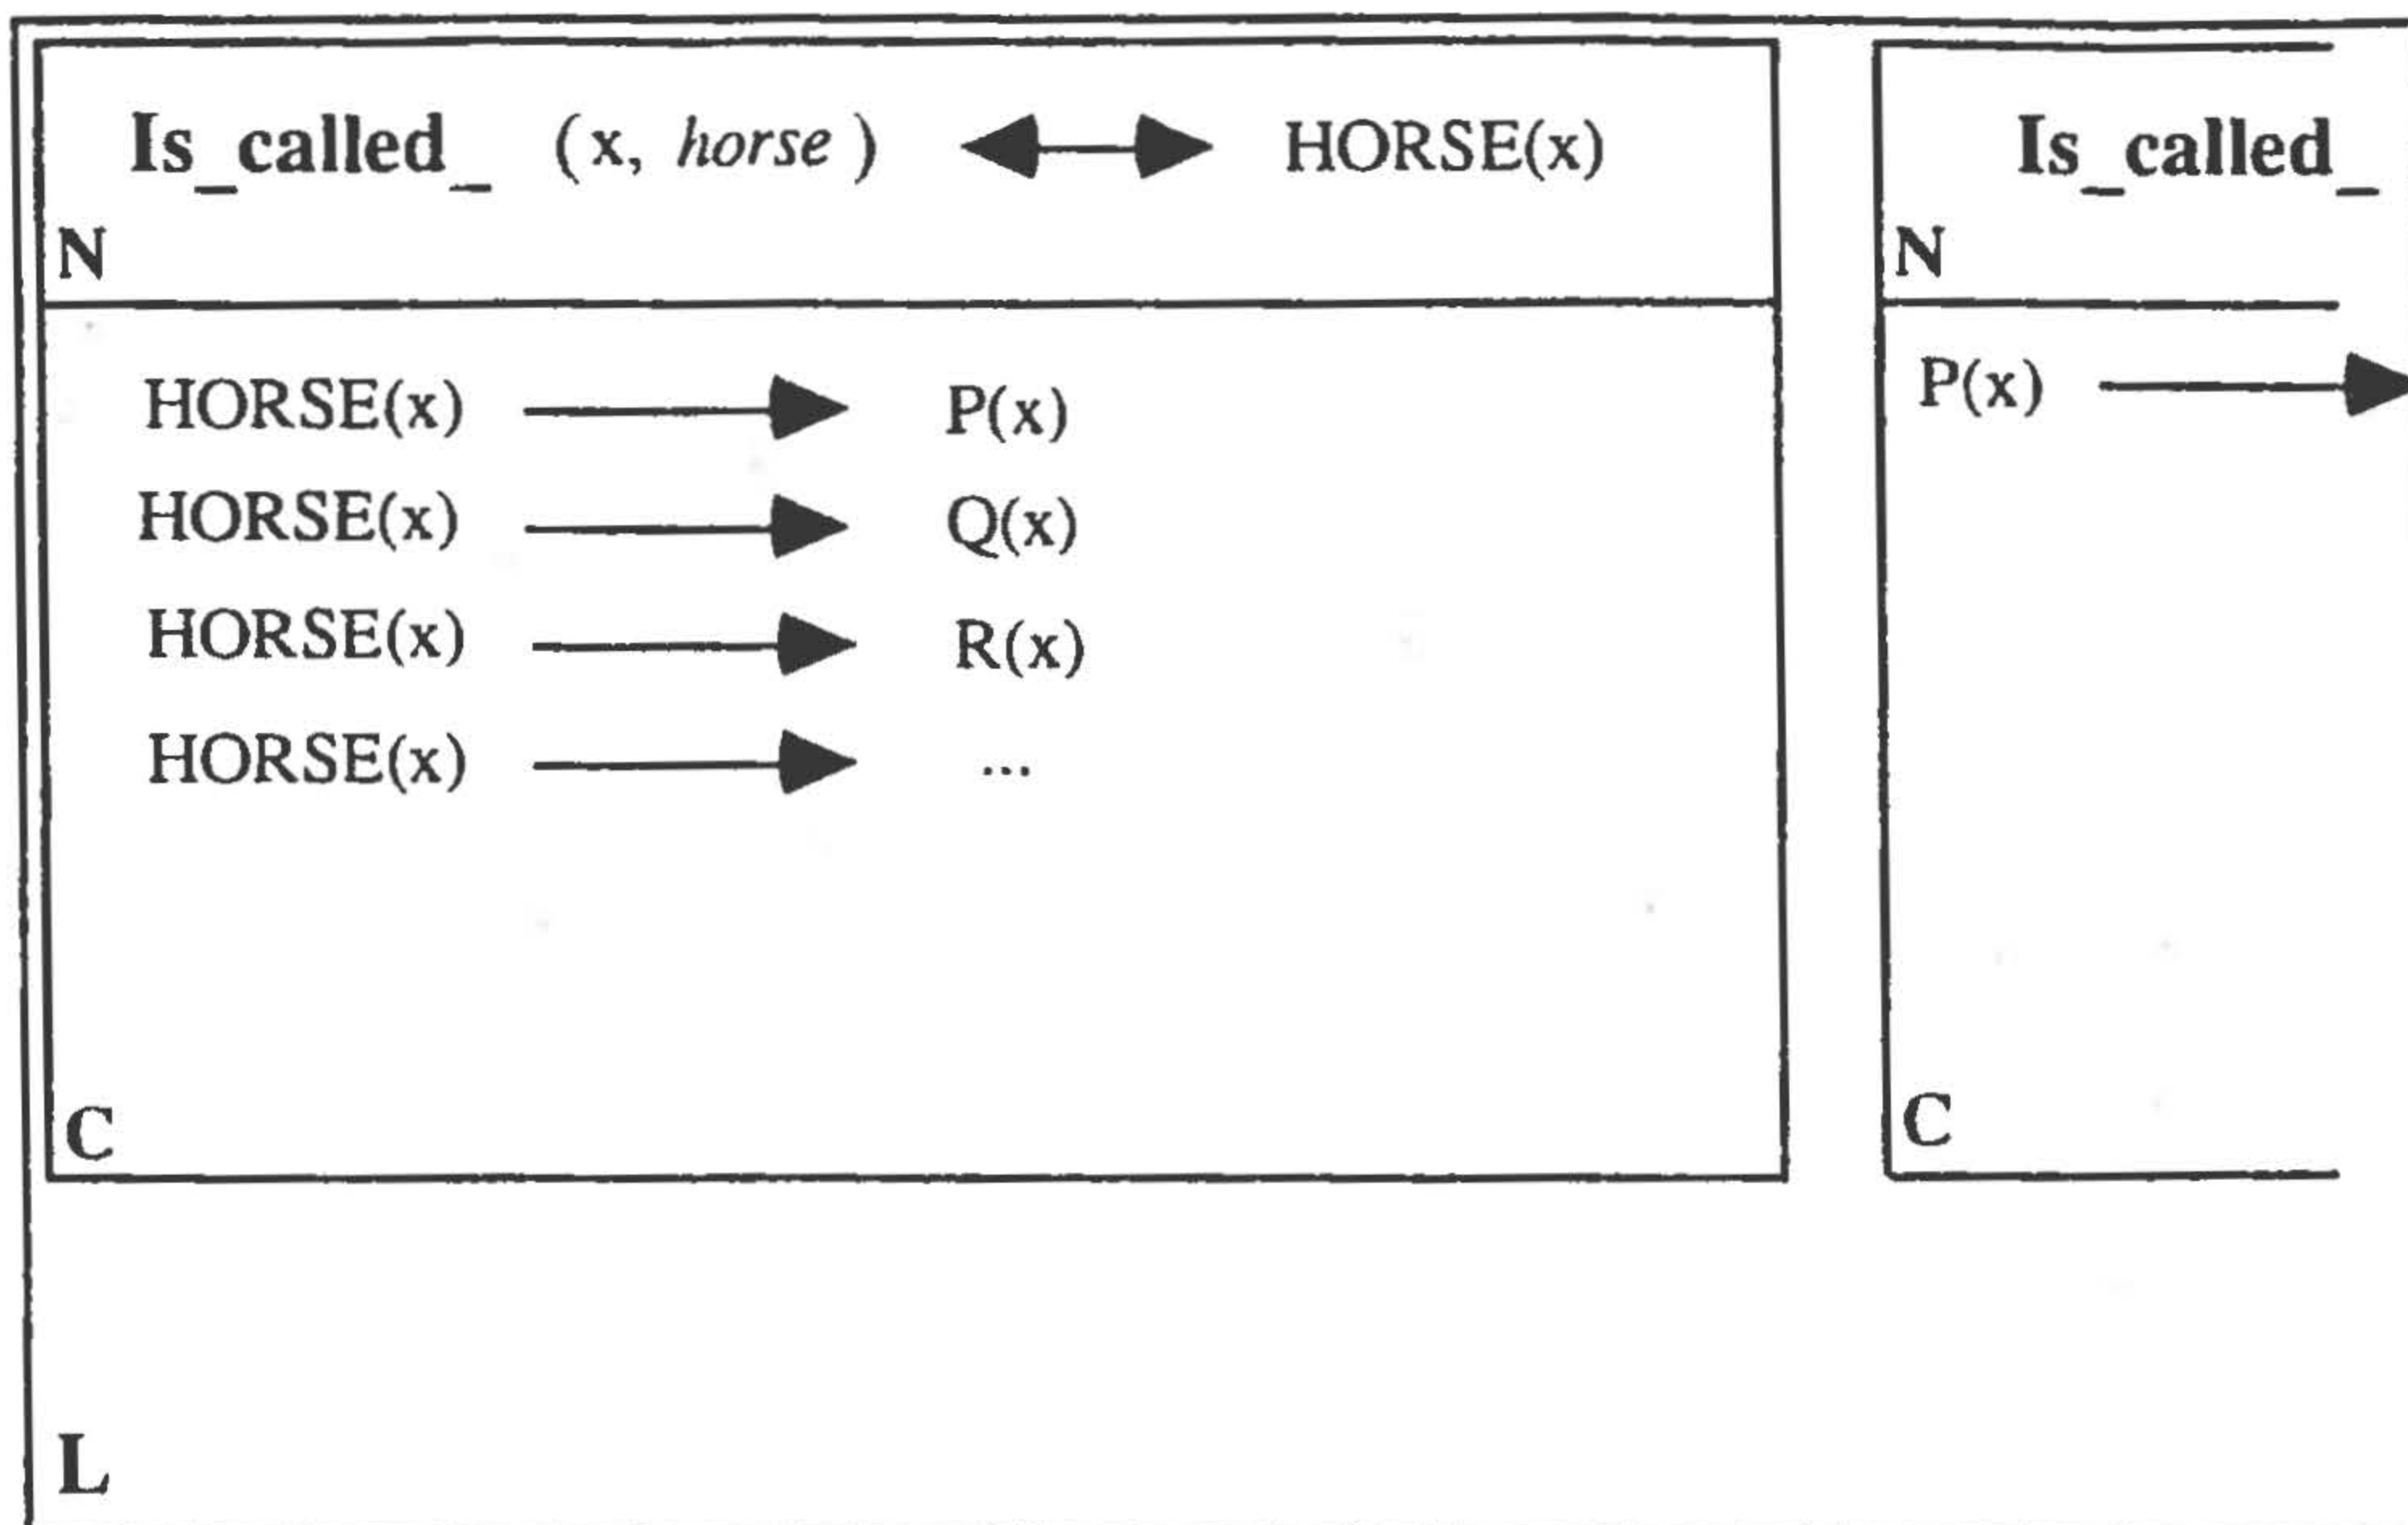 Is_called_ (x, horse) ↔ HORSE(x)
N
HORSE(x) → P(x)
HORSE(x) → Q(x)
HORSE(x) → R(x)
HORSE(x) → ...
C
Is_called_
N
P(x) →
C
L